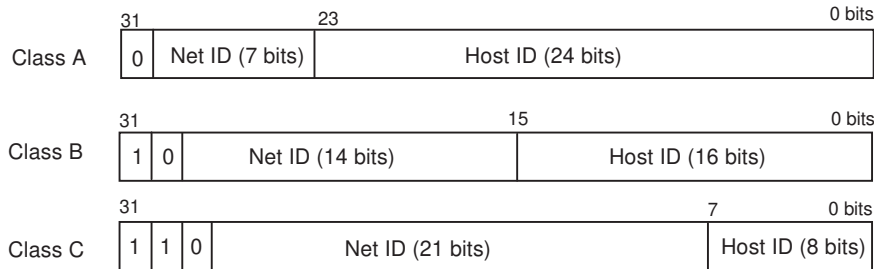 31 23 0 bits
Class A 0 Net ID (7 bits) Host ID (24 bits)
31 15 0 bits
Class B 1 0 Net ID (14 bits) Host ID (16 bits)
31 7 0 bits
Class C 1 1 0 Net ID (21 bits) Host ID (8 bits)